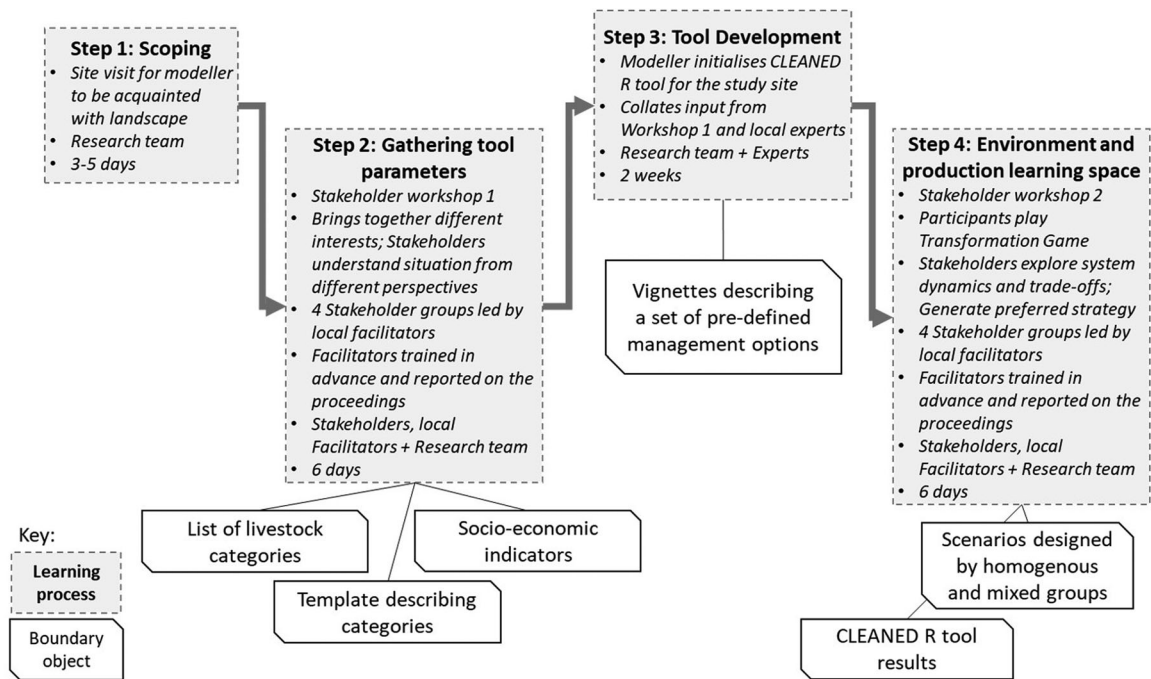 Step 1: Scoping
• Site visit for modeller
to be acquainted
with landscape
• Research team
• 3-5 days
Step 2: Gathering tool
parameters
• Stakeholder workshop 1
• Brings together different
interests; Stakeholders
understand situation from
different perspectives
• 4 Stakeholder groups led by
local facilitators
• Facilitators trained in
advance and reported on the
proceedings
• Stakeholders, local
Facilitators + Research team
• 6 days
List of livestock
categories
Template describing
categories
Socio-economic
indicators
Step 3: Tool Development
• Modeller initialises CLEANED
R tool for the study site
• Collates input from
Workshop 1 and local experts
• Research team + Experts
• 2 weeks
Vignettes describing
a set of pre-defined
management options
Step 4: Environment and
production learning space
• Stakeholder workshop 2
• Participants play
Transformation Game
• Stakeholders explore system
dynamics and trade-offs;
Generate preferred strategy
• 4 Stakeholder groups led by
local facilitators
• Facilitators trained in
advance and reported on the
proceedings
• Stakeholders, local
Facilitators + Research team
• 6 days
Scenarios designed
by homogenous
and mixed groups
CLEANED R tool
results
Key:
Learning
process
Boundary
object